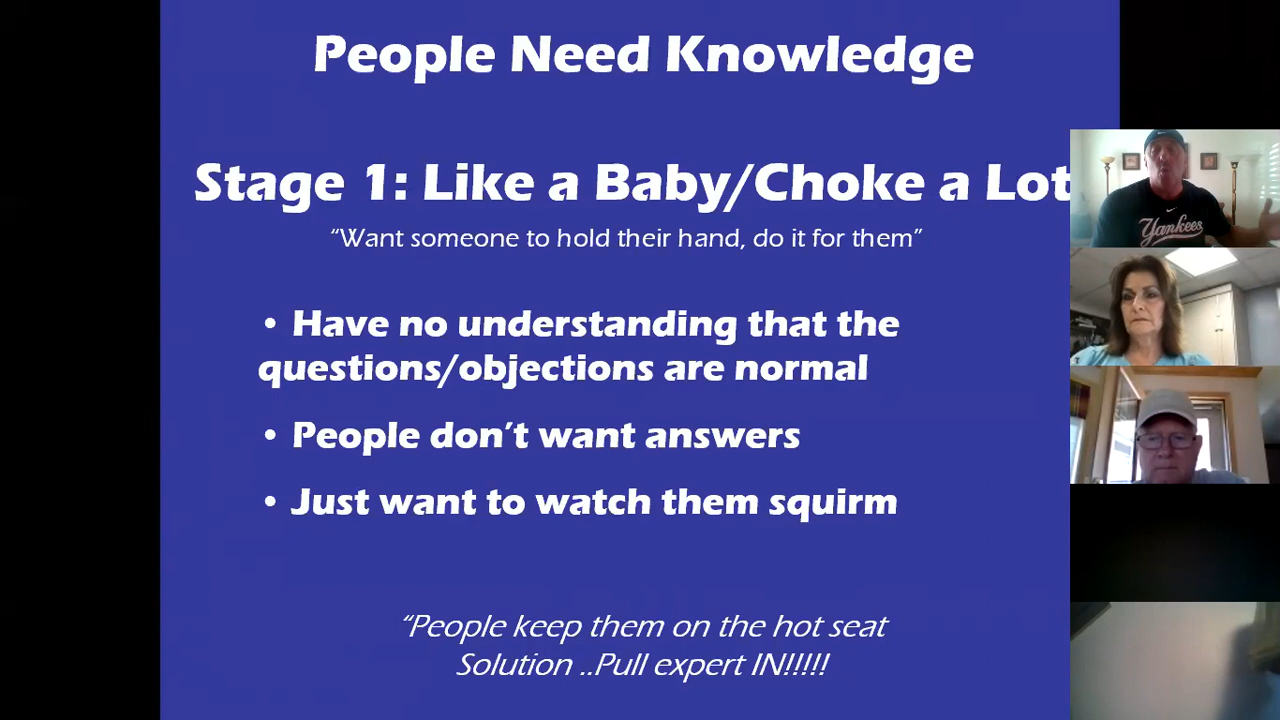 People Need Knowledge
Stage 1: Like a Baby/Choke a Lot
“Want someone to hold their hand, do it for them”
• Have no understanding that the
questions/objections are normal
• People don’t want answers
• Just want to watch them squirm
“People keep them on the hot seat
Solution ..Pull expert IN!!!!!
Yankees